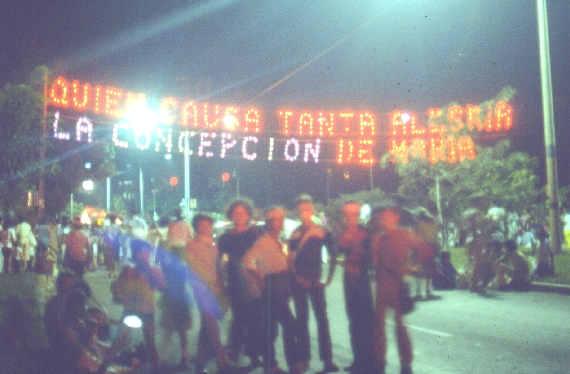 QUIEN CAUSA TANTA ALEGRIA
LA CONCEPCION DE MARIA